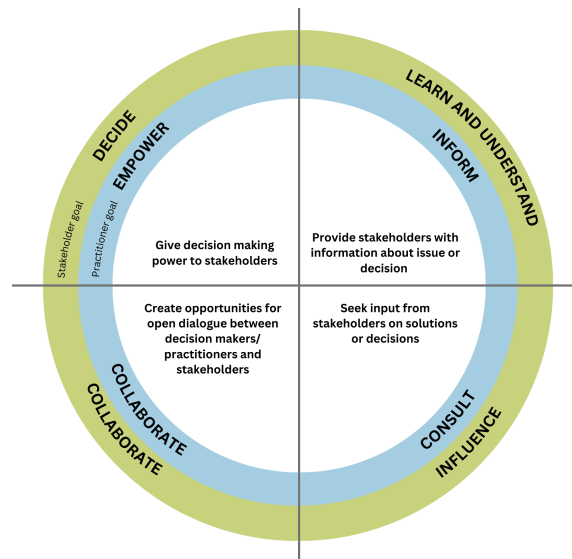 DECIDE
EMPOWER
Stakeholder goal
Practitioner goal
Give decision making
power to stakeholders
LEARN AND UNDERSTAND
INFORM
Provide stakeholders with
information about issue or
decision
Create opportunities for
open dialogue between
decision makers/
practitioners and
stakeholders
COLLABORATE
COLLABORATE
Seek input from
stakeholders on solutions
or decisions
CONSULT
INFLUENCE